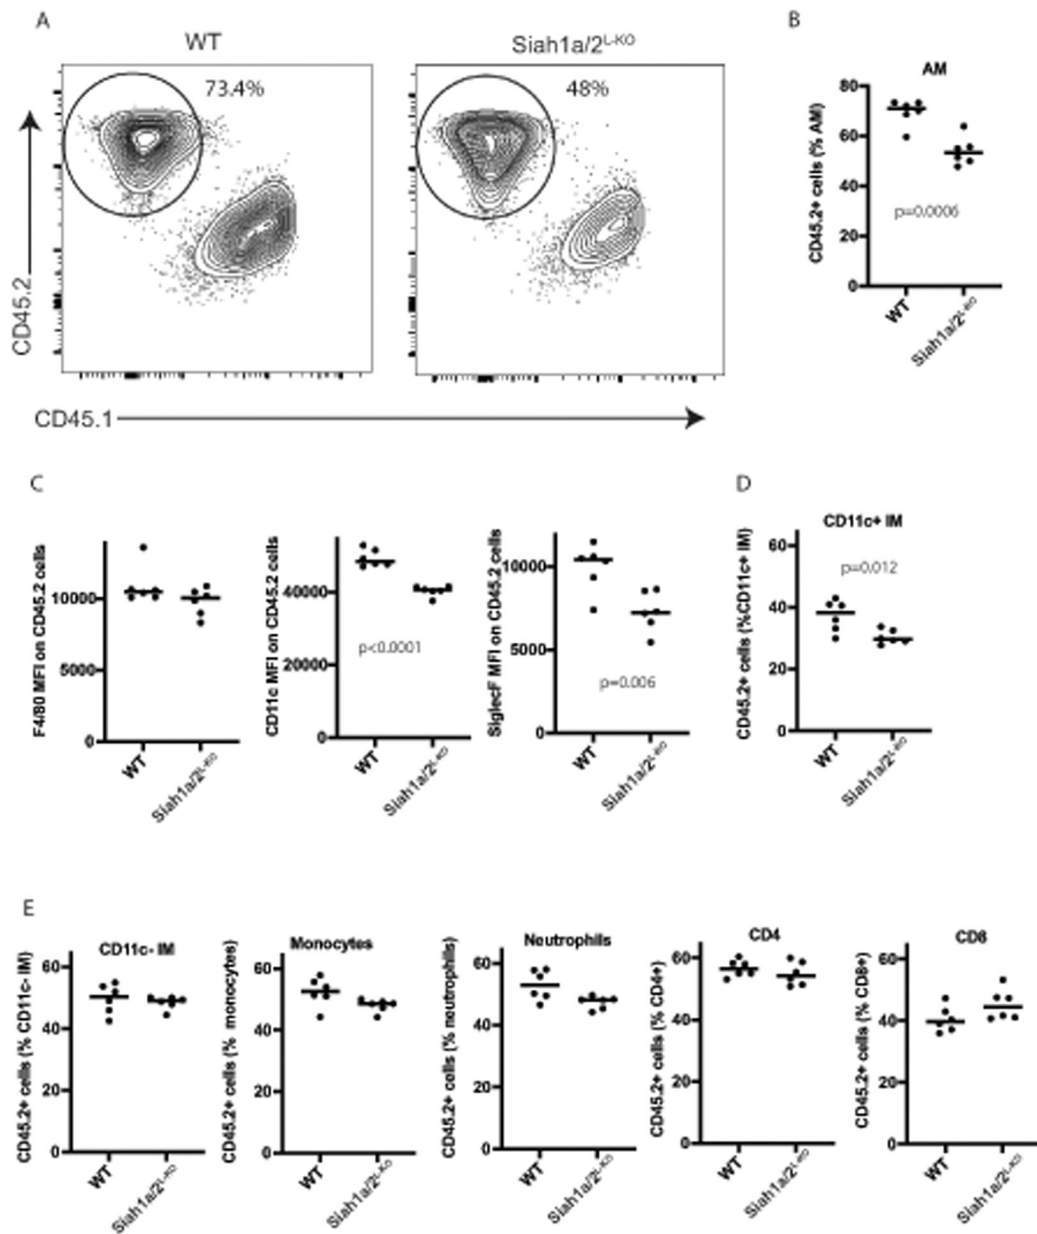 A
B
WT
Siah1a/2L-KO
73.4%
48%
CD45.2
CD45.1
AM
CD45.2+ cells (% AM)
80
60
40
20
0
p=0.0006
WT
Siah1a/2L-KO
C
D
F4/80 MFI on CD45.2 cells
10000
5000
0
WT
Siah1a/2L-KO
CD11c MFI on CD45.2 cells
40000
20000
0
p<0.0001
WT
Siah1a/2L-KO
SiglecF MFI on CD45.2 cells
10000
5000
0
p=0.006
WT
Siah1a/2L-KO
CD11c+ IM
CD45.2+ cells (%CD11c+ IM)
60
40
20
0
p=0.012
WT
Siah1a/2L-KO
E
CD11c- IM
CD45.2+ cells (% CD11c- IM)
60
40
20
0
WT
Siah1a/2L-KO
Monocytes
CD45.2+ cells (% monocytes)
60
40
20
0
WT
Siah1a/2L-KO
Neutrophils
CD45.2+ cells (% neutrophils)
60
40
20
0
WT
Siah1a/2L-KO
CD4
CD45.2+ cells (% CD4+)
60
40
20
0
WT
Siah1a/2L-KO
CD8
CD45.2+ cells (% CD8+)
60
40
20
0
WT
Siah1a/2L-KO